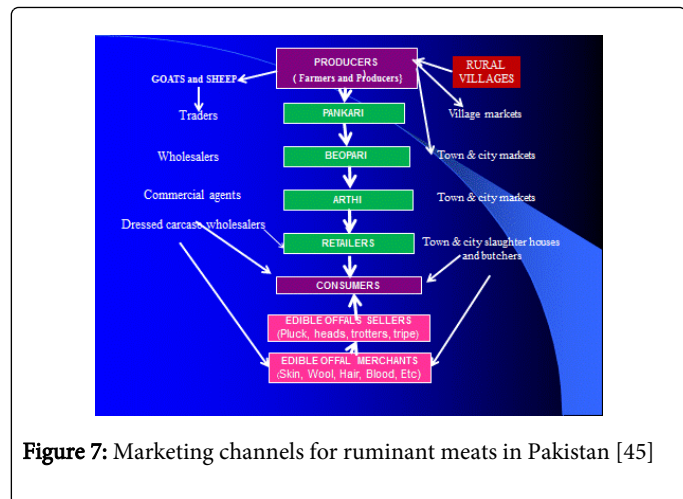 PRODUCERS
( Farmers and Producers}
)
RURAL
VILLAGES
GOATS and SHEEP
Traders
PANKARI
Village markets
Wholesalers
BEOPARI
Town & city markets
Commercial agents
ARTHI
Town & city markets
Dressed carcase wholesalers
RETAILERS
Town & city slaughter houses
and butchers
CONSUMERS
EDIBLE OFFALS SELLERS
(Pluck, heads, trotters, tripe)
EDIBLE OFFAL MERCHANTS
(Skin, Wool, Hair, Blood, Etc)
Figure 7: Marketing channels for ruminant meats in Pakistan [45]